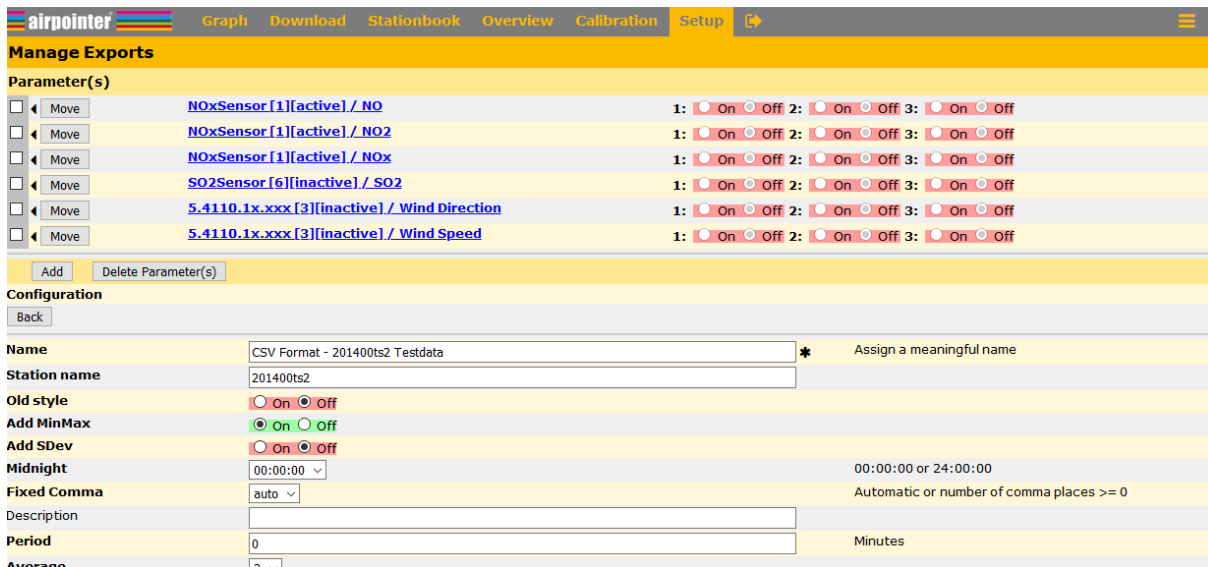 airpointer Graph Download Stationbook Overview Calibration Setup
Manage Exports
Parameter(s)
Move NOxSensor [1][active] / NO 1: On Off 2: On Off 3: On Off
Move NOxSensor [1][active] / NO2 1: On Off 2: On Off 3: On Off
Move NOxSensor [1][active] / NOx 1: On Off 2: On Off 3: On Off
Move SO2Sensor [6][inactive] / SO2 1: On Off 2: On Off 3: On Off
Move 5.4110.1x.xxx [3][inactive] / Wind Direction 1: On Off 2: On Off 3: On Off
Move 5.4110.1x.xxx [3][inactive] / Wind Speed 1: On Off 2: On Off 3: On Off
Add Delete Parameter(s)
Configuration
Back
Name CSV Format - 201400ts2 Testdata * Assign a meaningful name
Station name 201400ts2
Old style On Off
Add MinMax On Off
Add SDev On Off
Midnight 00:00:00 00:00:00 or 24:00:00
Fixed Comma auto Automatic or number of comma places >= 0
Description
Period 0 Minutes
Average